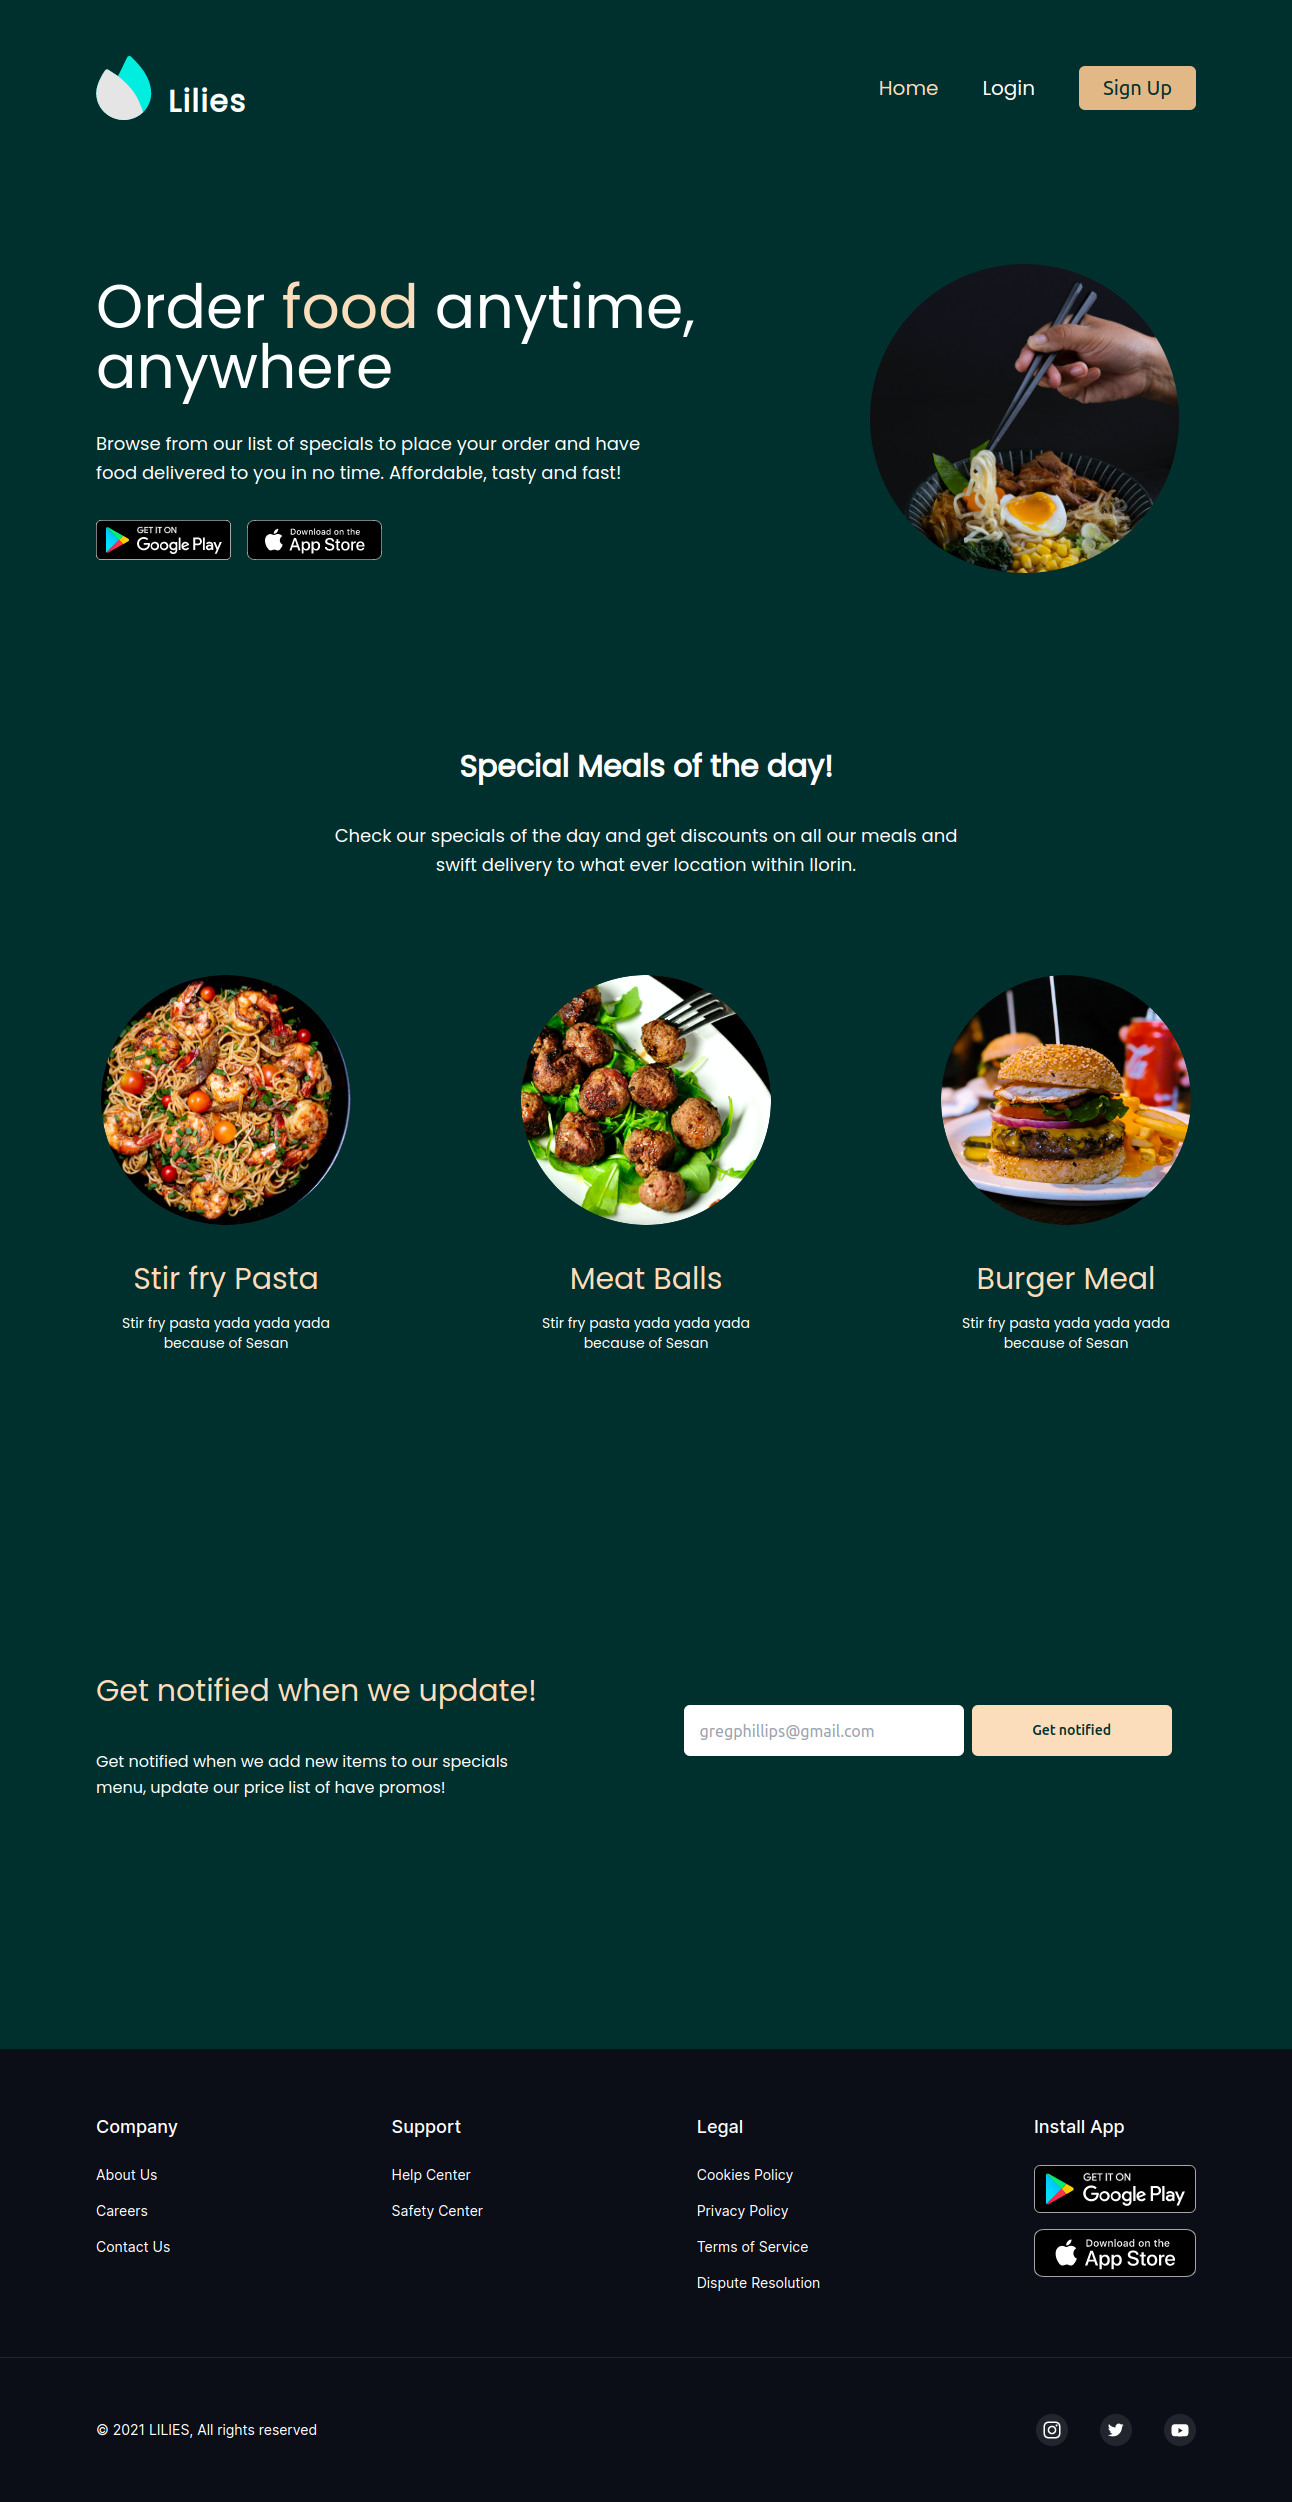 Lilies
Home
Login
Sign Up
Order food anytime,
anywhere
Browse from our list of specials to place your order and have
food delivered to you in no time. Affordable, tasty and fast!
GET IT ON
Google Play
Download on the
App Store
Special Meals of the day!
Check our specials of the day and get discounts on all our meals and
swift delivery to what ever location within Ilorin.
Stir fry Pasta
Stir fry pasta yada yada yada
because of Sesan
Meat Balls
Stir fry pasta yada yada yada
because of Sesan
Burger Meal
Stir fry pasta yada yada yada
because of Sesan
Get notified when we update!
Get notified when we add new items to our specials
menu, update our price list of have promos!
gregphillips@gmail.com
Get notified
Company
About Us
Careers
Contact Us
Support
Help Center
Safety Center
Legal
Cookies Policy
Privacy Policy
Terms of Service
Dispute Resolution
Install App
GET IT ON
Google Play
Download on the
App Store
© 2021 LILIES, All rights reserved